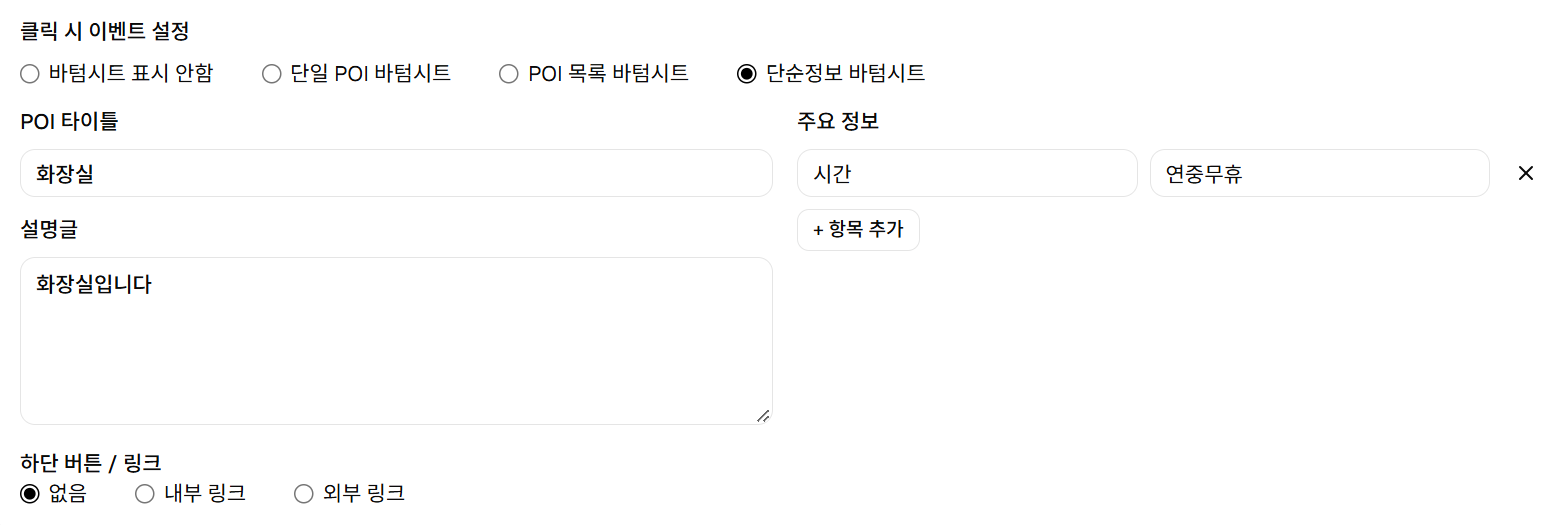 클릭 시 이벤트 설정
바텀시트 표시 안함 단일 POI 바텀시트 POI 목록 바텀시트 단순정보 바텀시트
POI 타이틀
화장실
설명글
화장실입니다
주요 정보
시간 연중무휴
+ 항목 추가
하단 버튼 / 링크
없음 내부 링크 외부 링크